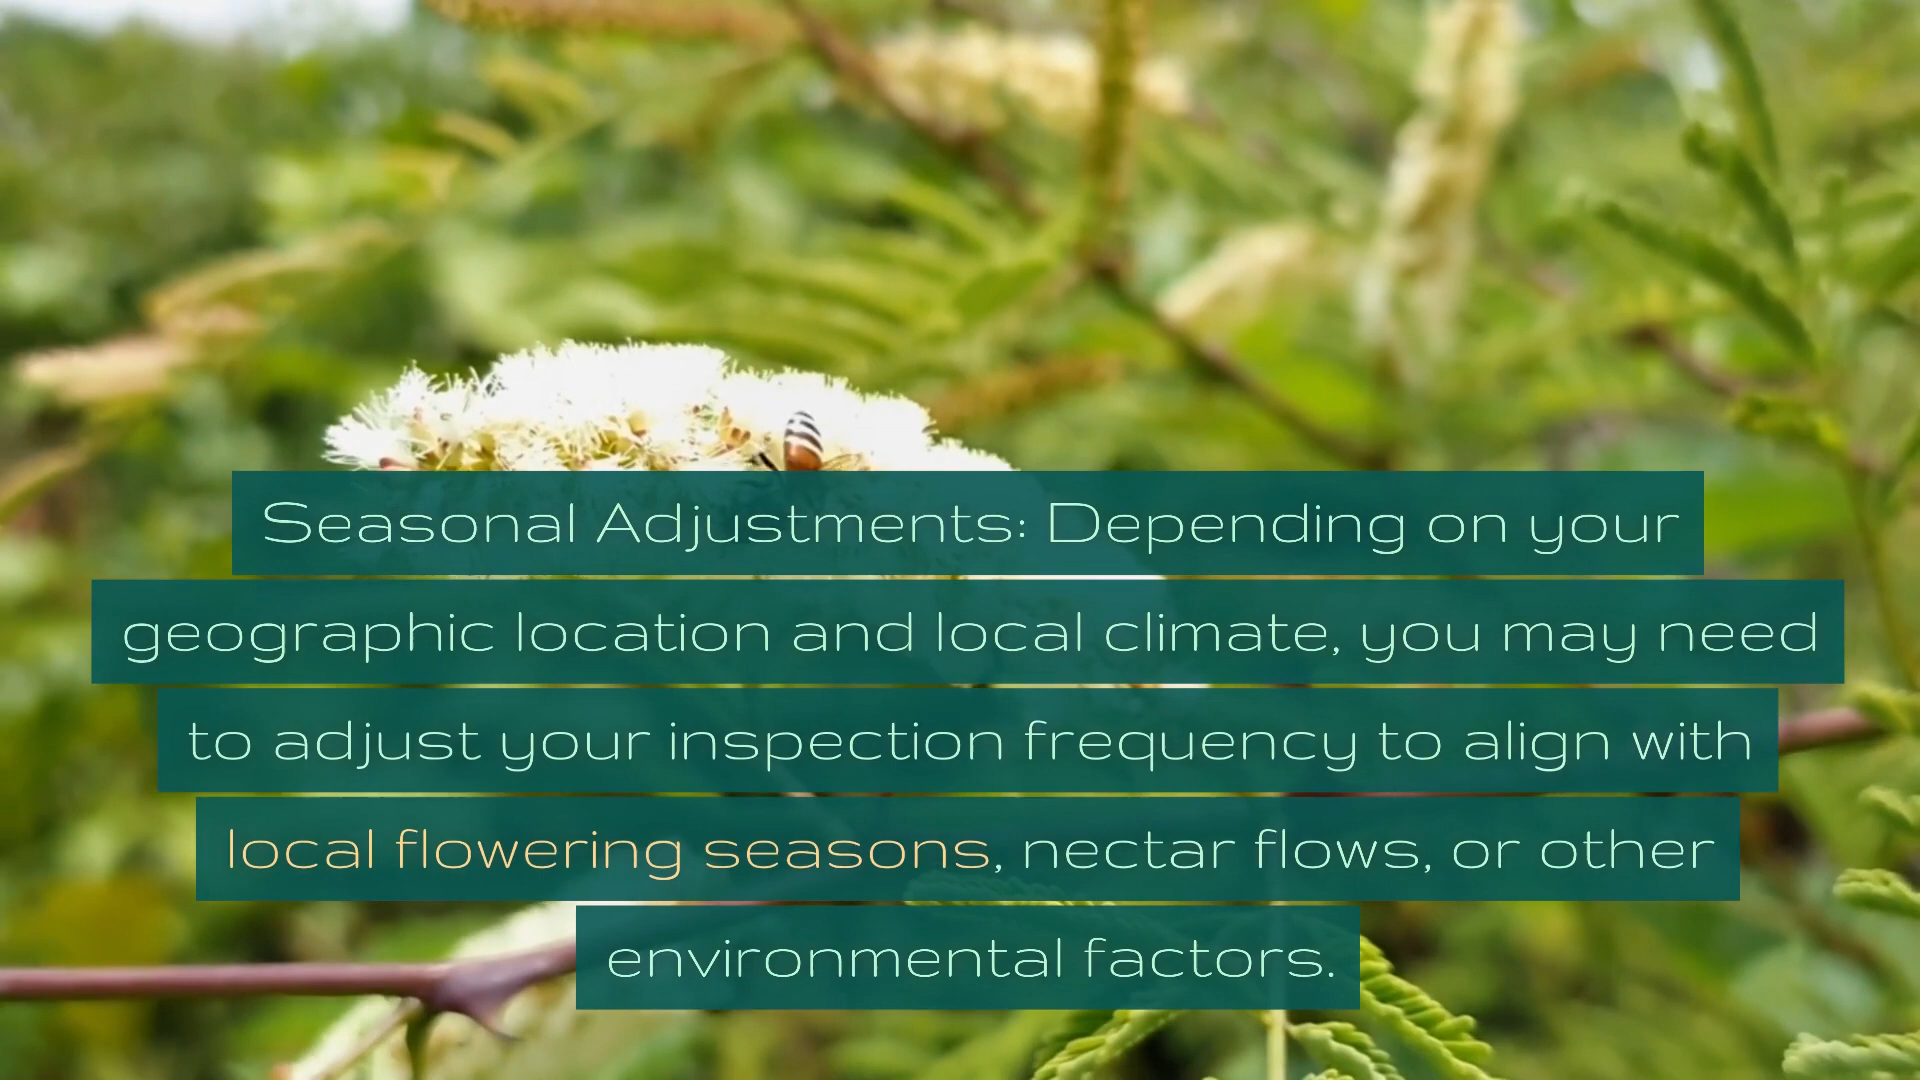 Seasonal Adjustments: Depending on your
geographic location and local climate, you may need
to adjust your inspection frequency to align with
local flowering seasons, nectar flows, or other
environmental factors.